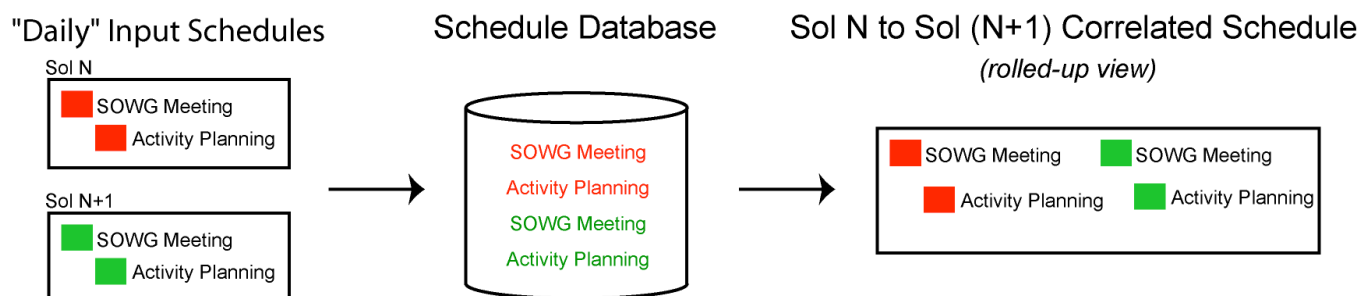 "Daily" Input Schedules
Sol N
SOWG Meeting
Activity Planning
Sol N+1
SOWG Meeting
Activity Planning
Schedule Database
SOWG Meeting
Activity Planning
SOWG Meeting
Activity Planning
Sol N to Sol (N+1) Correlated Schedule
(rolled-up view)
SOWG Meeting
SOWG Meeting
Activity Planning
Activity Planning